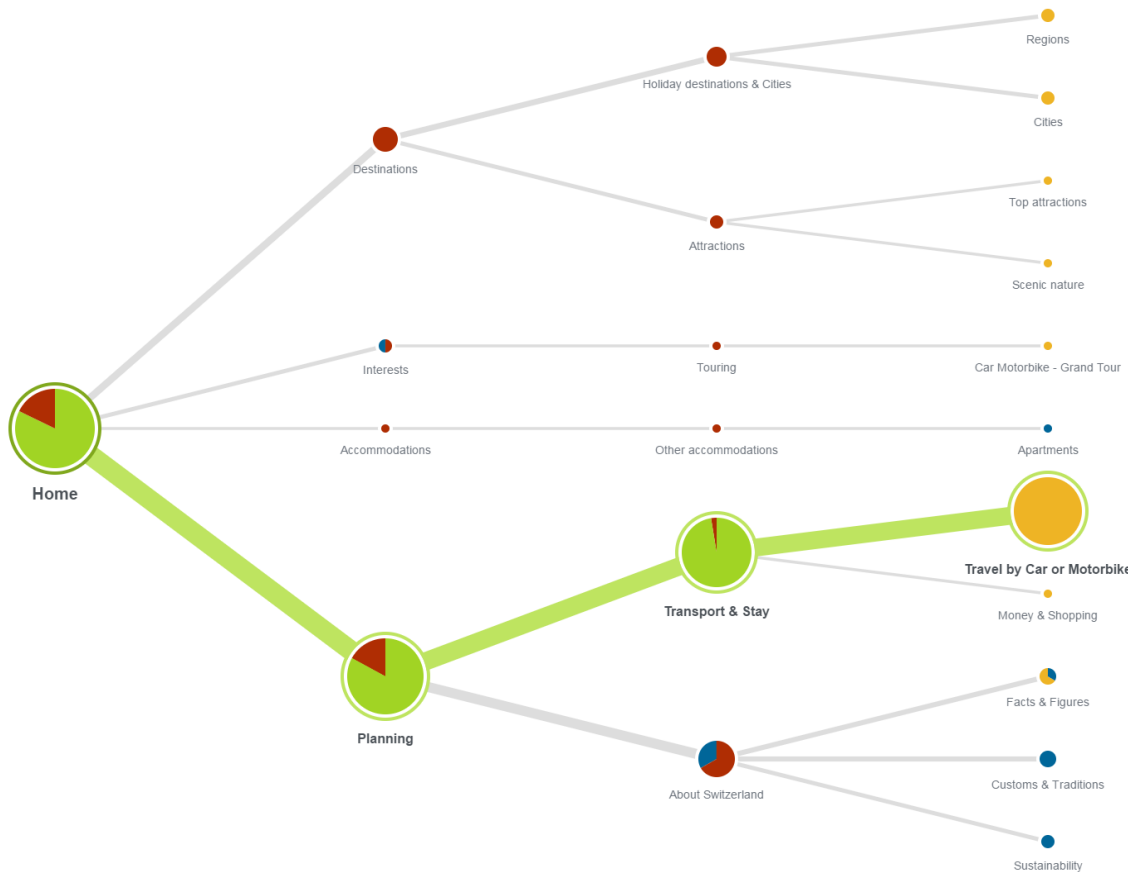 Regions
Holiday destinations & Cities
Cities
Destinations
Top attractions
Attractions
Scenic nature
Interests
Touring
Car Motorbike - Grand Tour
Accommodations
Other accommodations
Apartments
Home
Travel by Car or Motorbike
Transport & Stay
Money & Shopping
Facts & Figures
Planning
About Switzerland
Customs & Traditions
Sustainability